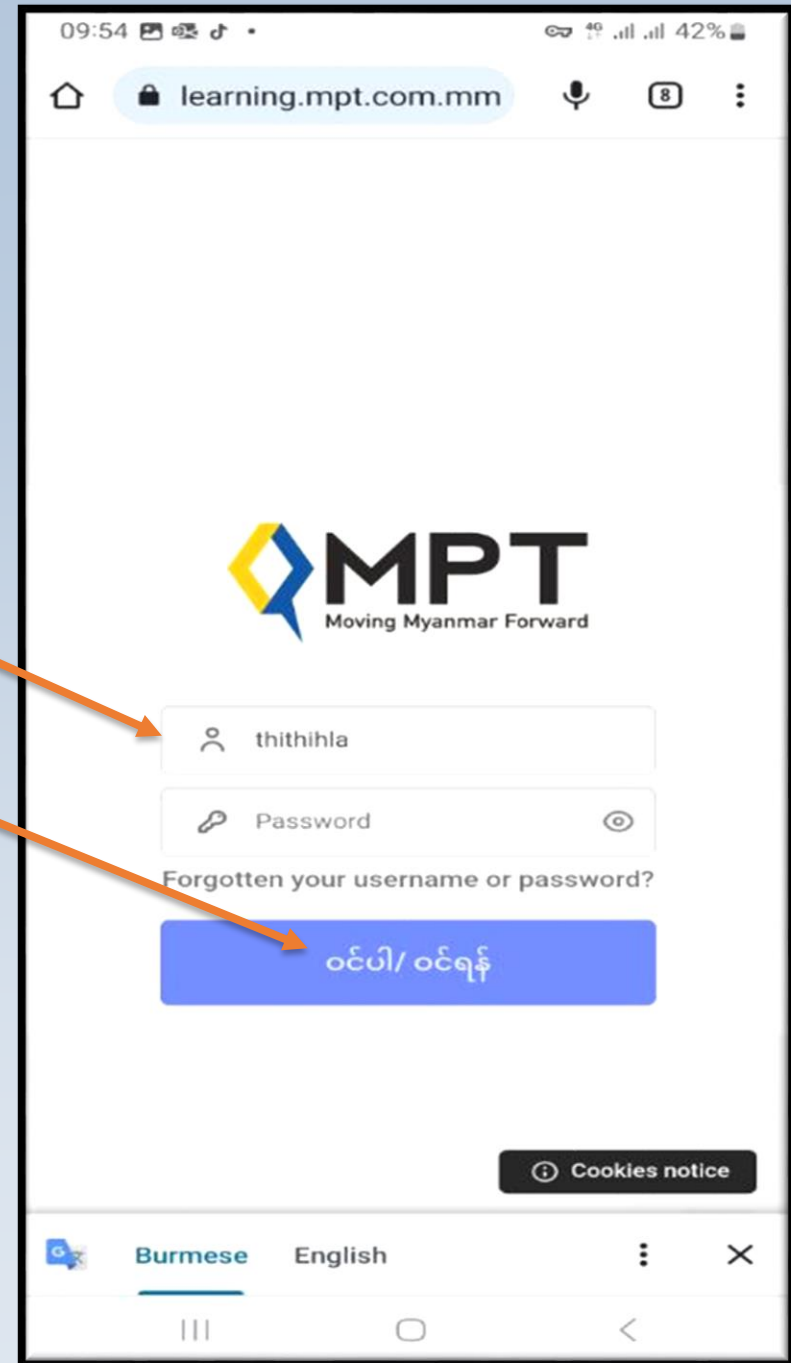 09:54
4G
42%
learning.mpt.com.mm
8
MPT
Moving Myanmar Forward
thithihla
Password
Forgotten your username or password?
ဝင်ပါ/ ဝင်ရန်
Cookies notice
G
Burmese English